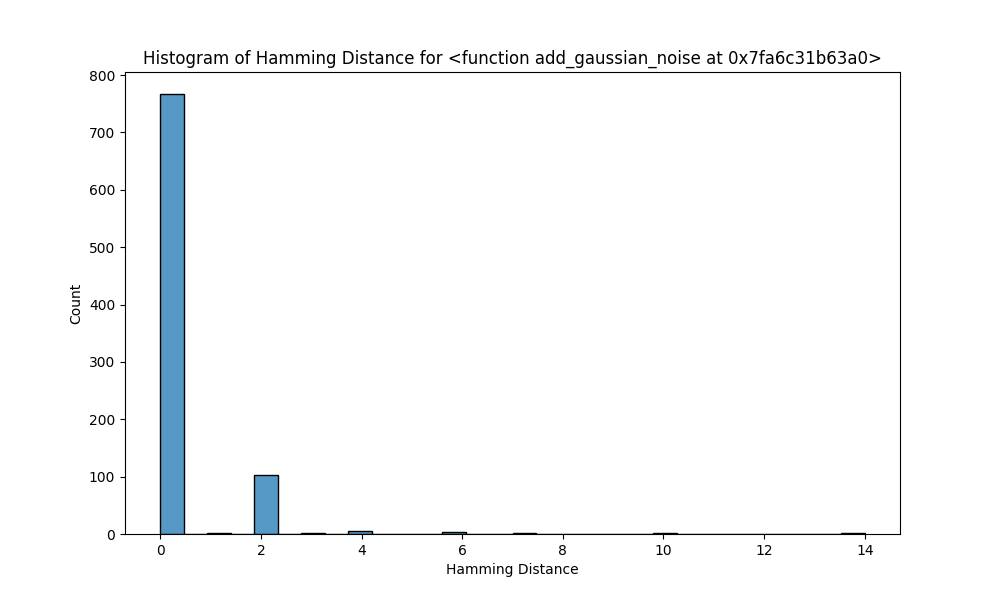 Histogram of Hamming Distance for <function add_gaussian_noise at 0x7fa6c31b63a0>
800
700
600
500
400
300
200
100
0
Count
0 2 4 6 8 10 12 14
Hamming Distance